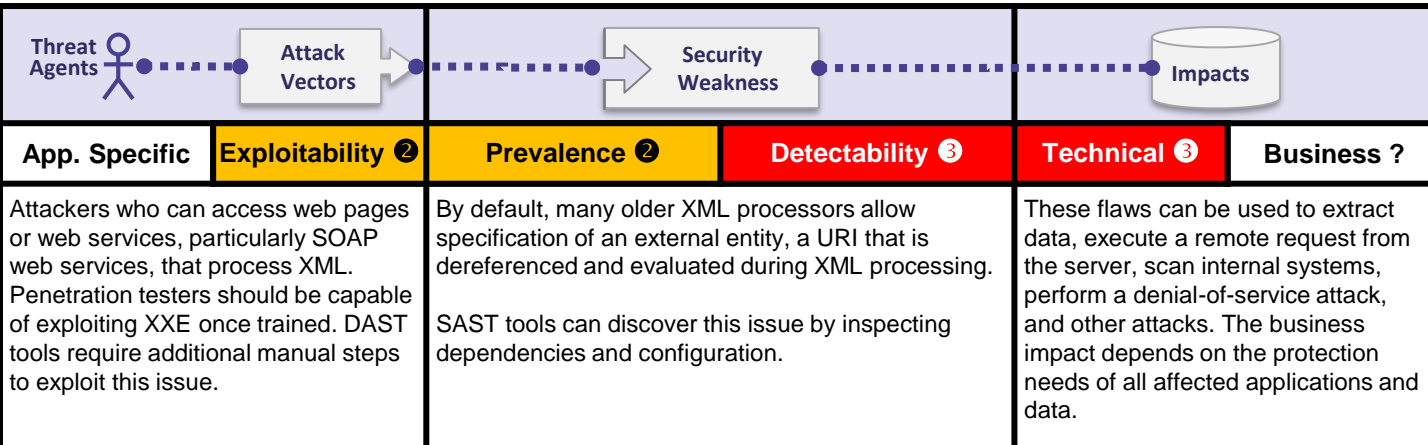 Threat
Agents
Attack
Vectors
Security
Weakness
Impacts
App. Specific
Exploitability ❷
Prevalence ❷
Detectability ③
Technical ③
Business ?
Attackers who can access web pages
or web services, particularly SOAP
web services, that process XML.
Penetration testers should be capable
of exploiting XXE once trained. DAST
tools require additional manual steps
to exploit this issue.
By default, many older XML processors allow
specification of an external entity, a URI that is
dereferenced and evaluated during XML processing.
SAST tools can discover this issue by inspecting
dependencies and configuration.
These flaws can be used to extract
data, execute a remote request from
the server, scan internal systems,
perform a denial-of-service attack,
and other attacks. The business
impact depends on the protection
needs of all affected applications and
data.